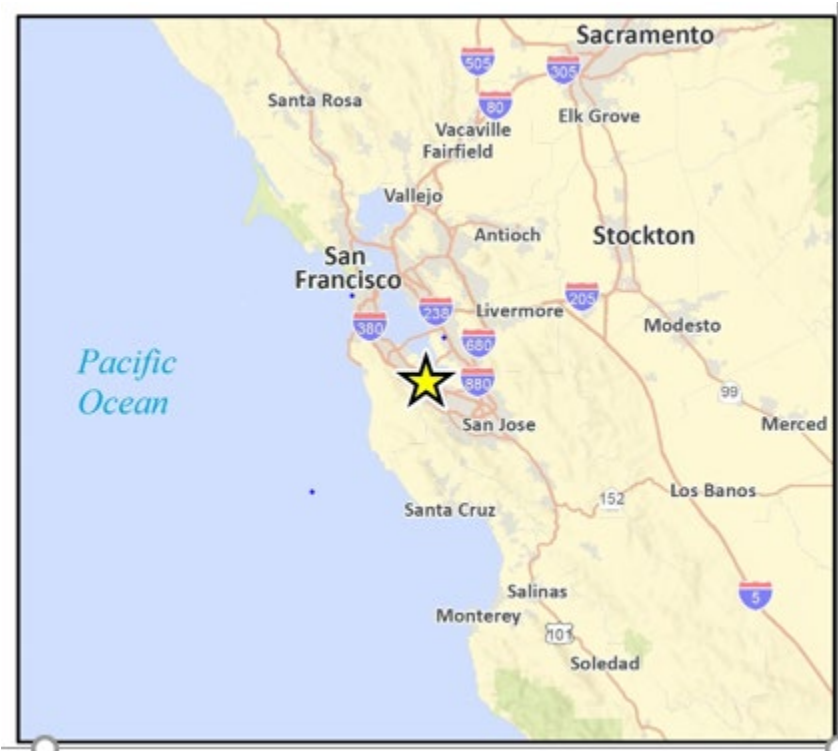 Sacramento
505
305
Santa Rosa
80
Elk Grove
Vacaville
Fairfield
Vallejo
Antioch
Stockton
San
Francisco
205
238
Livermore
380
Modesto
680
Pacific
Ocean
880
99
San Jose
Merced
Los Banos
152
Santa Cruz
Salinas
5
Monterey
101
Soledad